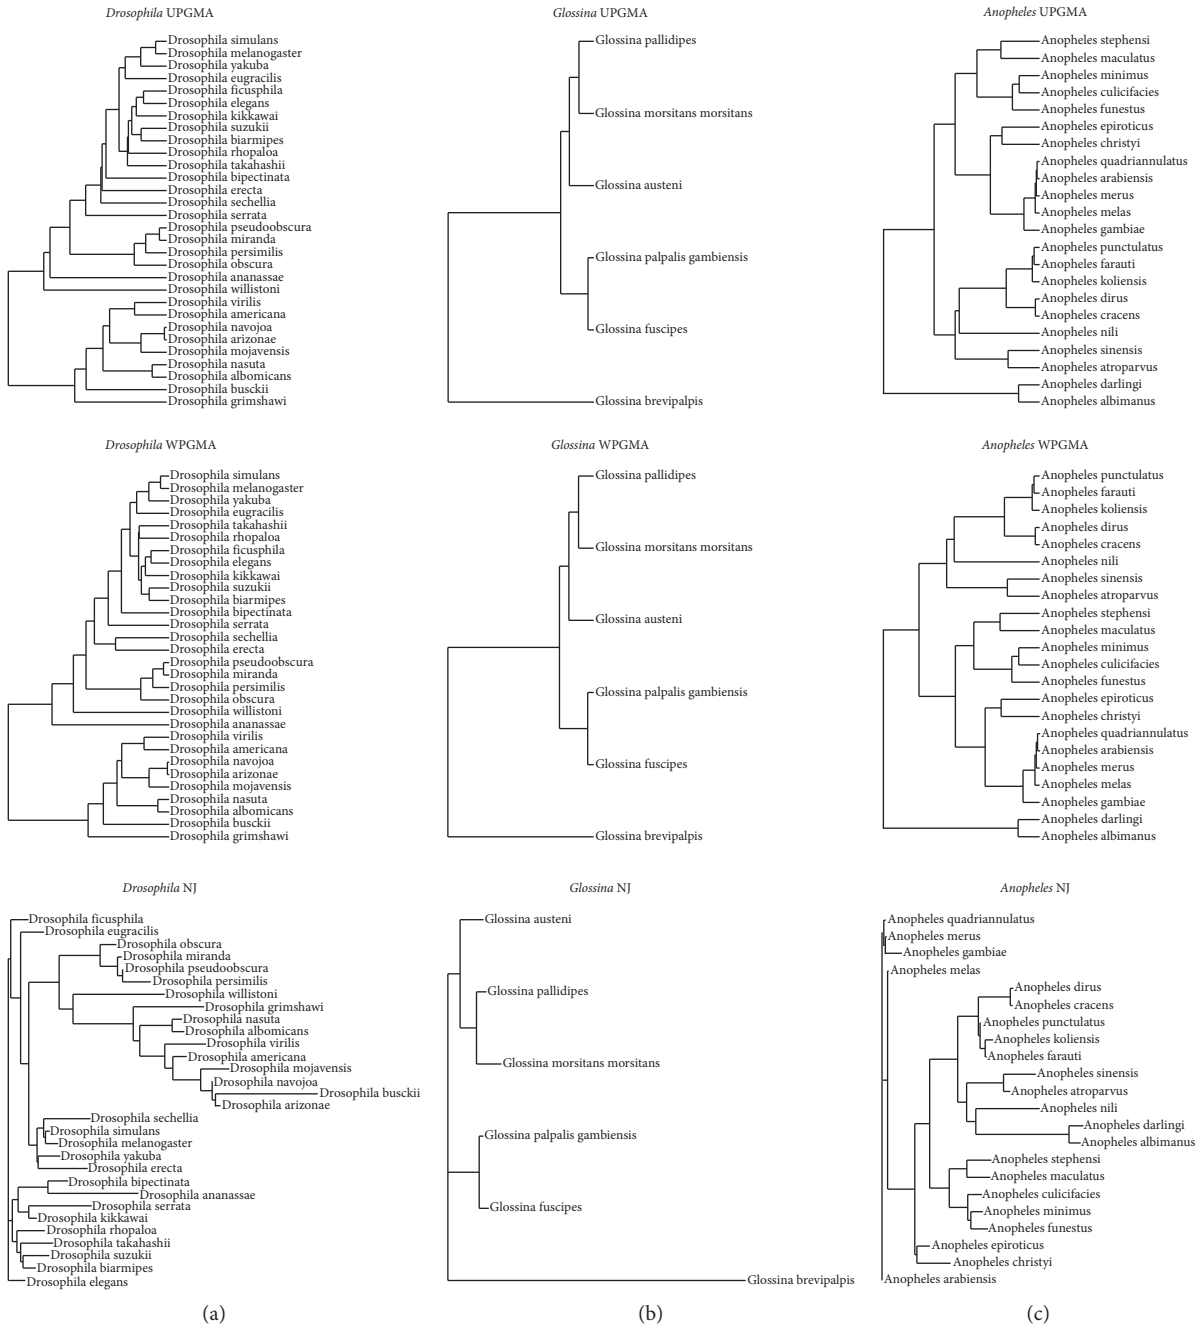 Drosophila UPGMA
Drosophila simulans
Drosophila melanogaster
Drosophila yakuba
Drosophila eugracilis
Drosophila ficusphila
Drosophila elegans
Drosophila kikkawai
Drosophila suzukii
Drosophila biarmipes
Drosophila rhopaloa
Drosophila takahashii
Drosophila bipectinata
Drosophila erecta
Drosophila sechellia
Drosophila serrata
Drosophila pseudoobscura
Drosophila miranda
Drosophila persimilis
Drosophila obscura
Drosophila ananassae
Drosophila willistoni
Drosophila virilis
Drosophila americana
Drosophila navojoa
Drosophila arizonae
Drosophila mojavensis
Drosophila nasuta
Drosophila albomicans
Drosophila busckii
Drosophila grimshawi
Drosophila WPGMA
Drosophila simulans
Drosophila melanogaster
Drosophila yakuba
Drosophila eugracilis
Drosophila takahashii
Drosophila rhopaloa
Drosophila ficusphila
Drosophila elegans
Drosophila kikkawai
Drosophila suzukii
Drosophila biarmipes
Drosophila bipectinata
Drosophila serrata
Drosophila sechellia
Drosophila erecta
Drosophila pseudoobscura
Drosophila miranda
Drosophila persimilis
Drosophila obscura
Drosophila willistoni
Drosophila ananassae
Drosophila virilis
Drosophila americana
Drosophila navojoa
Drosophila arizonae
Drosophila mojavensis
Drosophila nasuta
Drosophila albomicans
Drosophila busckii
Drosophila grimshawi
Drosophila NJ
Drosophila ficusphila
Drosophila eugracilis
Drosophila obscura
Drosophila miranda
Drosophila pseudoobscura
Drosophila persimilis
Drosophila willistoni
Drosophila grimshawi
Drosophila nasuta
Drosophila albomicans
Drosophila virilis
Drosophila americana
Drosophila mojavensis
Drosophila navojoa
Drosophila busckii
Drosophila arizonae
Drosophila sechellia
Drosophila simulans
Drosophila melanogaster
Drosophila yakuba
Drosophila erecta
Drosophila bipectinata
Drosophila ananassae
Drosophila serrata
Drosophila kikkawai
Drosophila rhopaloa
Drosophila takahashii
Drosophila suzukii
Drosophila biarmipes
Drosophila elegans
(a)
Glossina UPGMA
Glossina pallidipes
Glossina morsitans morsitans
Glossina austeni
Glossina palpalis gambiensis
Glossina fuscipes
Glossina brevipalpis
Glossina WPGMA
Glossina pallidipes
Glossina morsitans morsitans
Glossina austeni
Glossina palpalis gambiensis
Glossina fuscipes
Glossina brevipalpis
Glossina NJ
Glossina austeni
Glossina pallidipes
Glossina morsitans morsitans
Glossina palpalis gambiensis
Glossina fuscipes
Glossina brevipalpis
(b)
Anopheles UPGMA
Anopheles stephensi
Anopheles maculatus
Anopheles minimus
Anopheles culicifacies
Anopheles funestus
Anopheles epiroticus
Anopheles christyi
Anopheles quadriannulatus
Anopheles arabiensis
Anopheles merus
Anopheles melas
Anopheles gambiae
Anopheles punctulatus
Anopheles farauti
Anopheles koliensis
Anopheles dirus
Anopheles cracens
Anopheles nili
Anopheles sinensis
Anopheles atroparvus
Anopheles darlingi
Anopheles albimanus
Anopheles WPGMA
Anopheles punctulatus
Anopheles farauti
Anopheles koliensis
Anopheles dirus
Anopheles cracens
Anopheles nili
Anopheles sinensis
Anopheles atroparvus
Anopheles stephensi
Anopheles maculatus
Anopheles minimus
Anopheles culicifacies
Anopheles funestus
Anopheles epiroticus
Anopheles christyi
Anopheles quadriannulatus
Anopheles arabiensis
Anopheles merus
Anopheles melas
Anopheles gambiae
Anopheles darlingi
Anopheles albimanus
Anopheles NJ
Anopheles quadriannulatus
Anopheles merus
Anopheles gambiae
Anopheles melas
Anopheles dirus
Anopheles cracens
Anopheles punctulatus
Anopheles koliensis
Anopheles farauti
Anopheles sinensis
Anopheles atroparvus
Anopheles nili
Anopheles darlingi
Anopheles albimanus
Anopheles stephensi
Anopheles maculatus
Anopheles culicifacies
Anopheles minimus
Anopheles funestus
Anopheles epiroticus
Anopheles christyi
Anopheles arabiensis
(c)